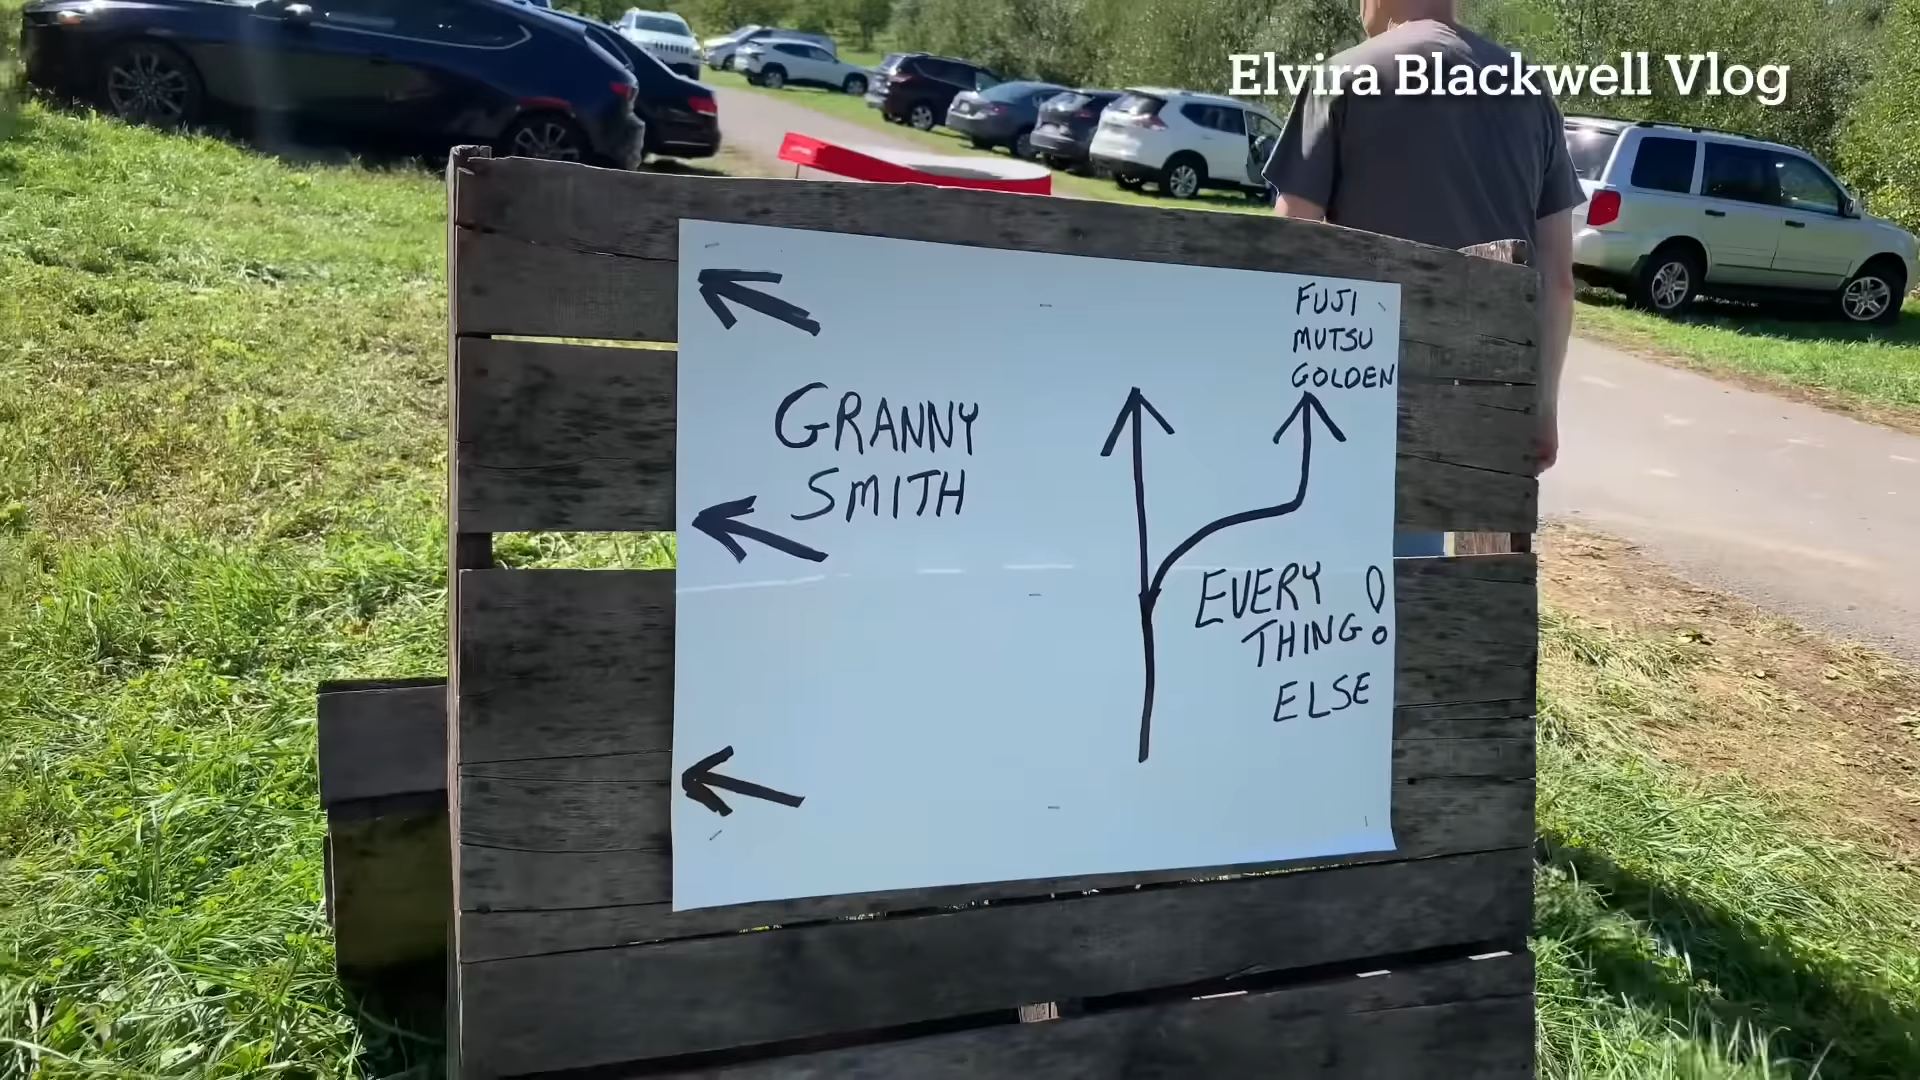 Elvira Blackwell Vlog
FUJI
MUTSU
GOLDEN
GRANNY
SMITH
EVERY
THING!
ELSE